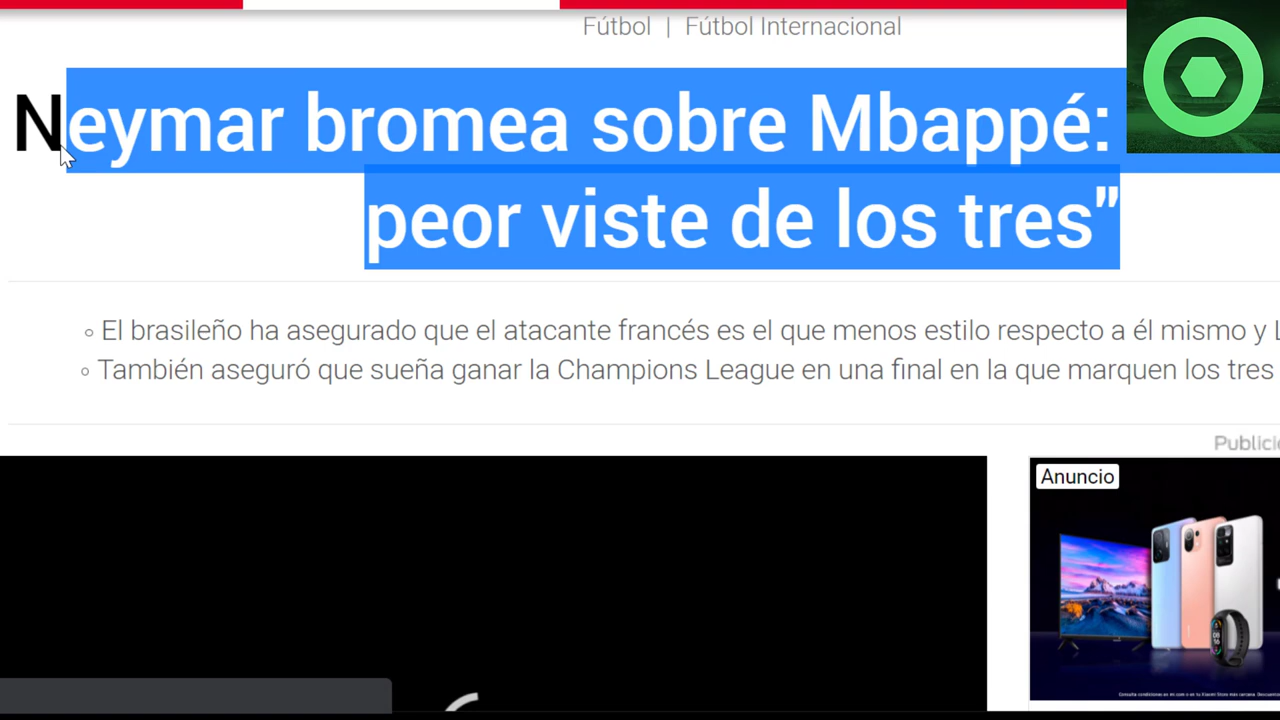 Fútbol | Fútbol Internacional
Neymar bromea sobre Mbappé:
peor viste de los tres"
El brasileño ha asegurado que el atacante francés es el que menos estilo respecto a él mismo y
También aseguró que sueña ganar la Champions League en una final en la que marquen los tres
Anuncio